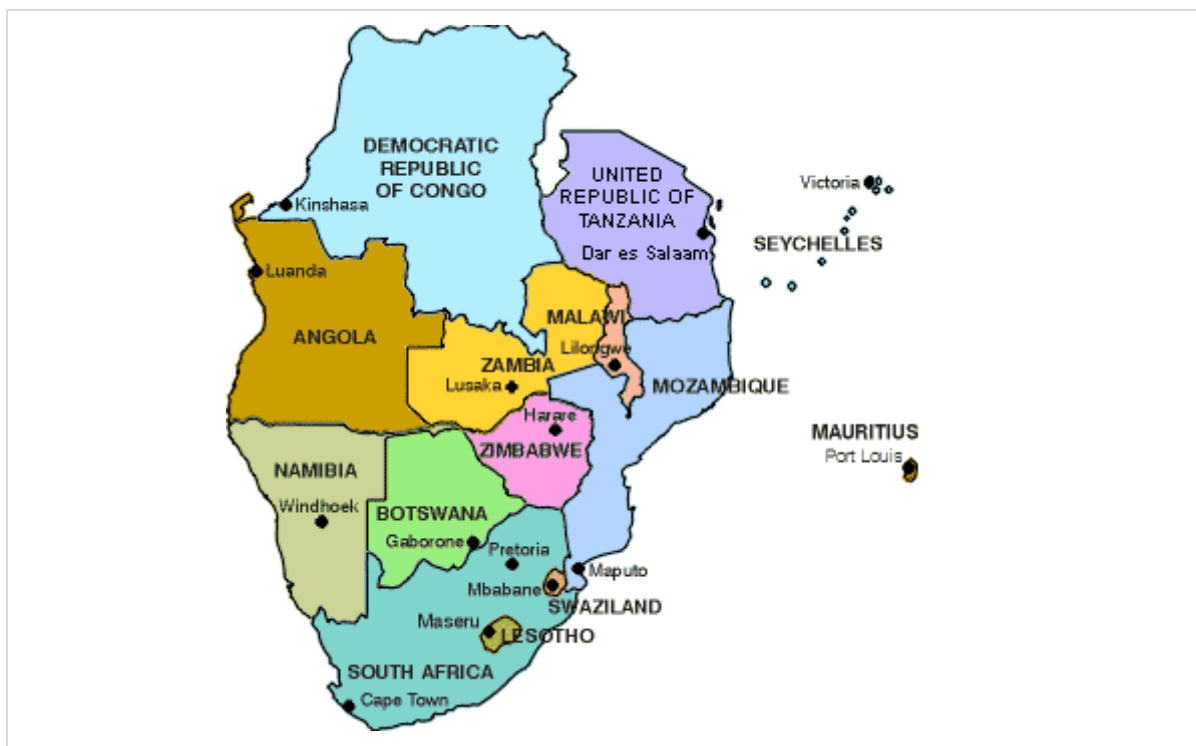 DEMOCRATIC
REPUBLIC
OF CONGO
Kinshasa
UNITED
REPUBLIC OF
TANZANIA
Dar es Salaam
Victoria
SEYCHELLES
Luanda
ANGOLA
MALAWI
Lilongwe
ZAMBIA
Lusaka
MOZAMBIQUE
Harare
ZIMBABWE
MAURITIUS
Port Louis
NAMIBIA
Windhoek
BOTSWANA
Gaborone
Pretoria
Maputo
Mbabane
SWAZILAND
Maseru
LESOTHO
SOUTH AFRICA
Cape Town